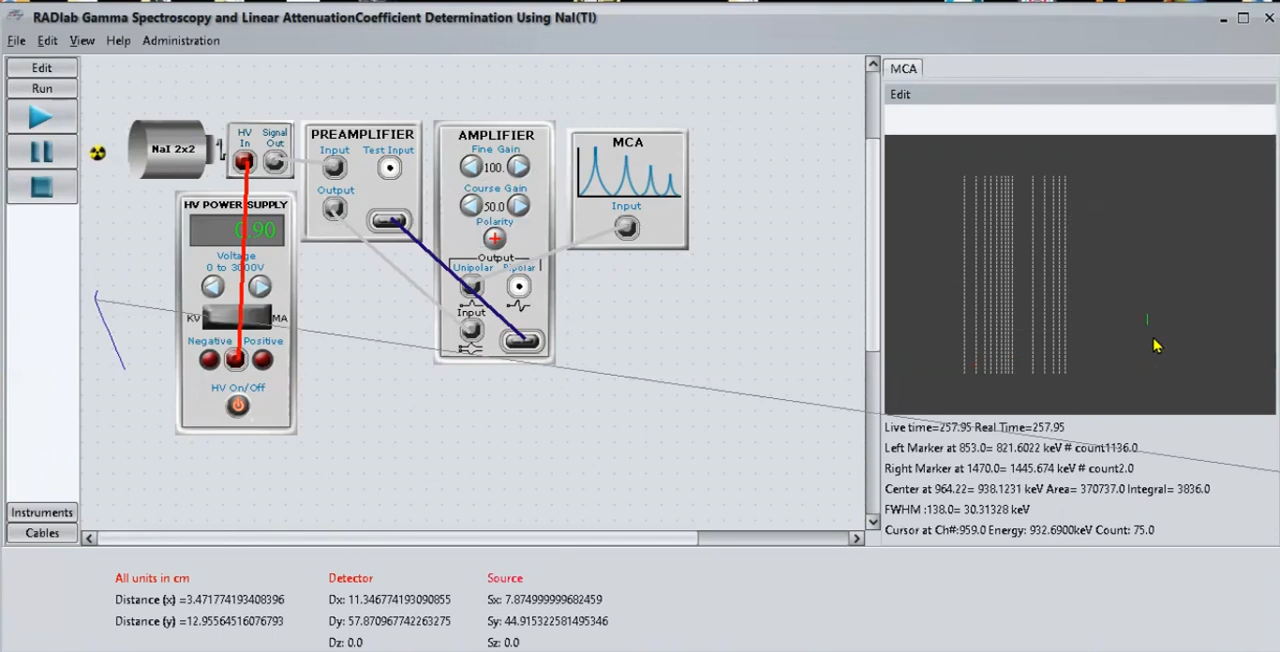 RADlab Gamma Spectroscopy and Linear AttenuationCoefficient Determination Using NaI(Tl)
File Edit View Help Administration
Edit
Run
Instruments
Cables
NaI 2x2
HV In
Signal Out
HV POWER SUPPLY
0.90
Voltage
0 to 3000V
KV MA
Negative Positive
HV On/Off
PREAMPLIFIER
Input Test Input
Output
AMPLIFIER
Fine Gain
100.
Course Gain
50.0
Polarity
Output
Unipolar Bipolar
Input
MCA
Input
MCA
Edit
Live time=257.95 Real Time=257.95
Left Marker at 853.0= 821.6022 keV # count1136.0
Right Marker at 1470.0= 1445.674 keV # count2.0
Center at 964.22= 938.1231 keV Area= 370737.0 Integral= 3836.0
FWHM :138.0= 30.31328 keV
Cursor at Ch#:959.0 Energy: 932.6900keV Count: 75.0
All units in cm
Distance (x) =3.471774193408396
Distance (y) =12.95564516076793
Detector
Dx: 11.346774193090855
Dy: 57.870967742263275
Dz: 0.0
Source
Sx: 7.874999999682459
Sy: 44.915322581495346
Sz: 0.0